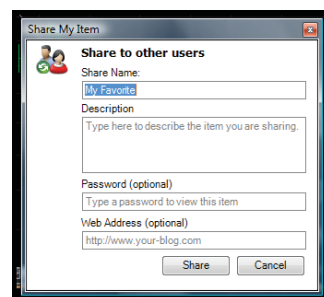 Share My Item
Share to other users
Share Name:
My Favorite
Description
Type here to describe the item you are sharing.
Password (optional)
Type a password to view this item
Web Address (optional)
http://www.your-blog.com
Share
Cancel